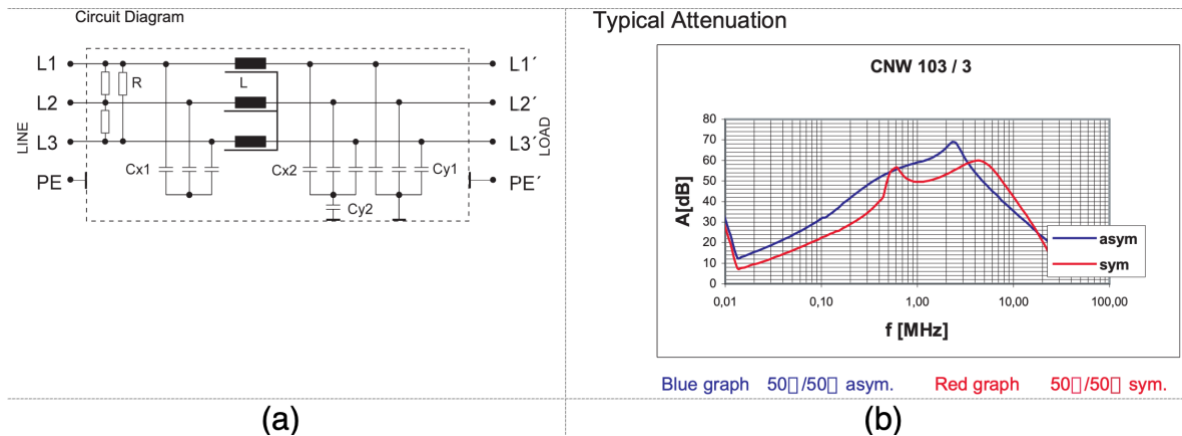 Circuit Diagram
L1
L1´
R
L
L2
L2´
LINE
LOAD
L3
L3´
Cx1
Cx2
Cy1
PE
PE´
Cy2
(a)
Typical Attenuation
CNW 103 / 3
80
70
60
50
40
30
20
10
0
A[dB]
asym
sym
0,01 0,10 1,00 10,00 100,00
f [MHz]
Blue graph 50▯/50▯ asym. Red graph 50▯/50▯ sym.
(b)